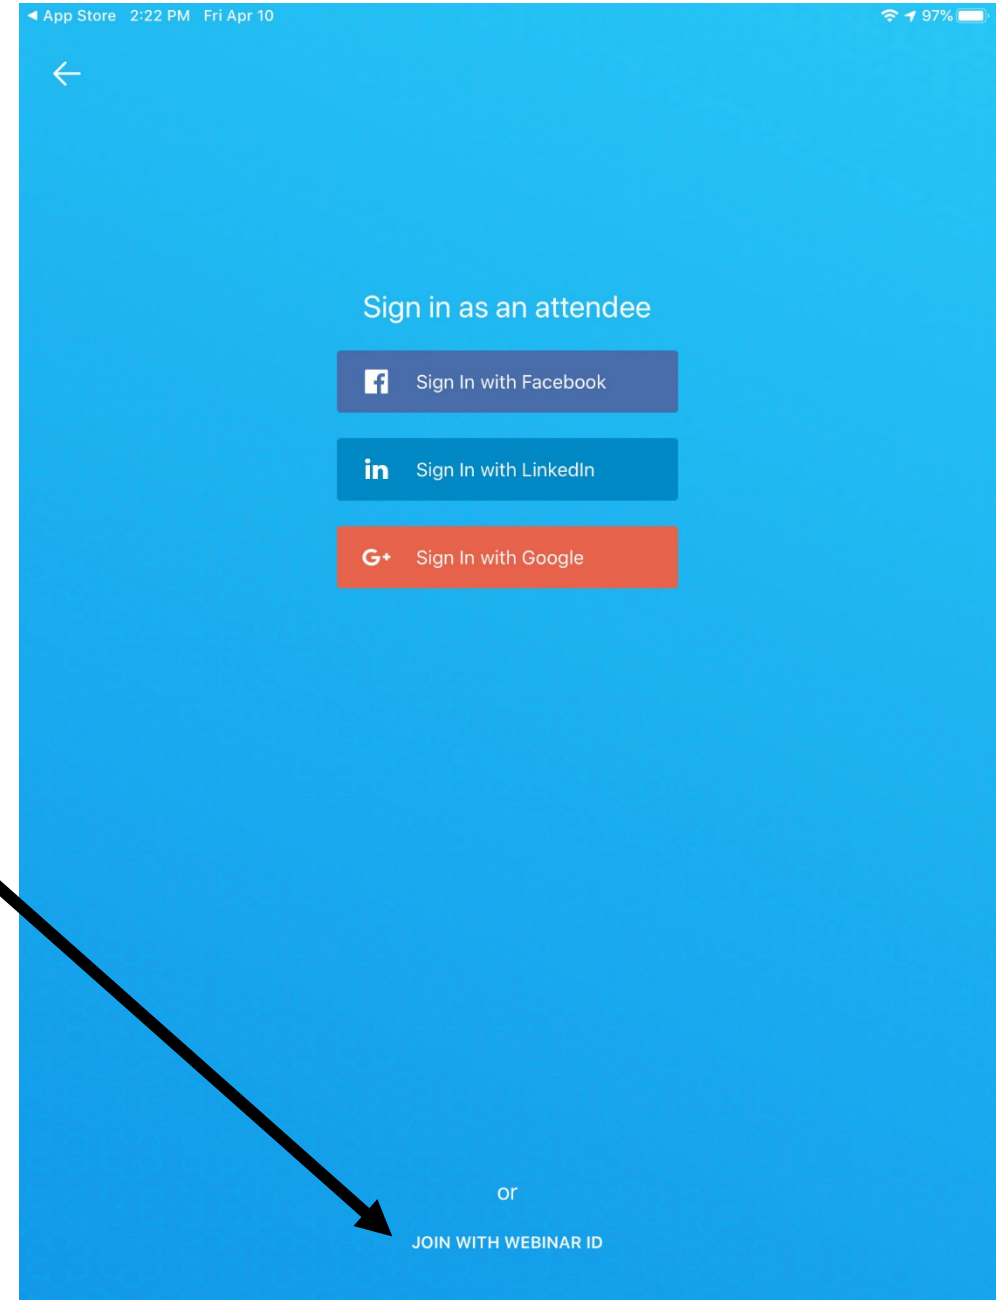 ◀ App Store 2:22 PM Fri Apr 10 97%
Sign in as an attendee
f Sign In with Facebook
in Sign In with LinkedIn
G+ Sign In with Google
or
JOIN WITH WEBINAR ID